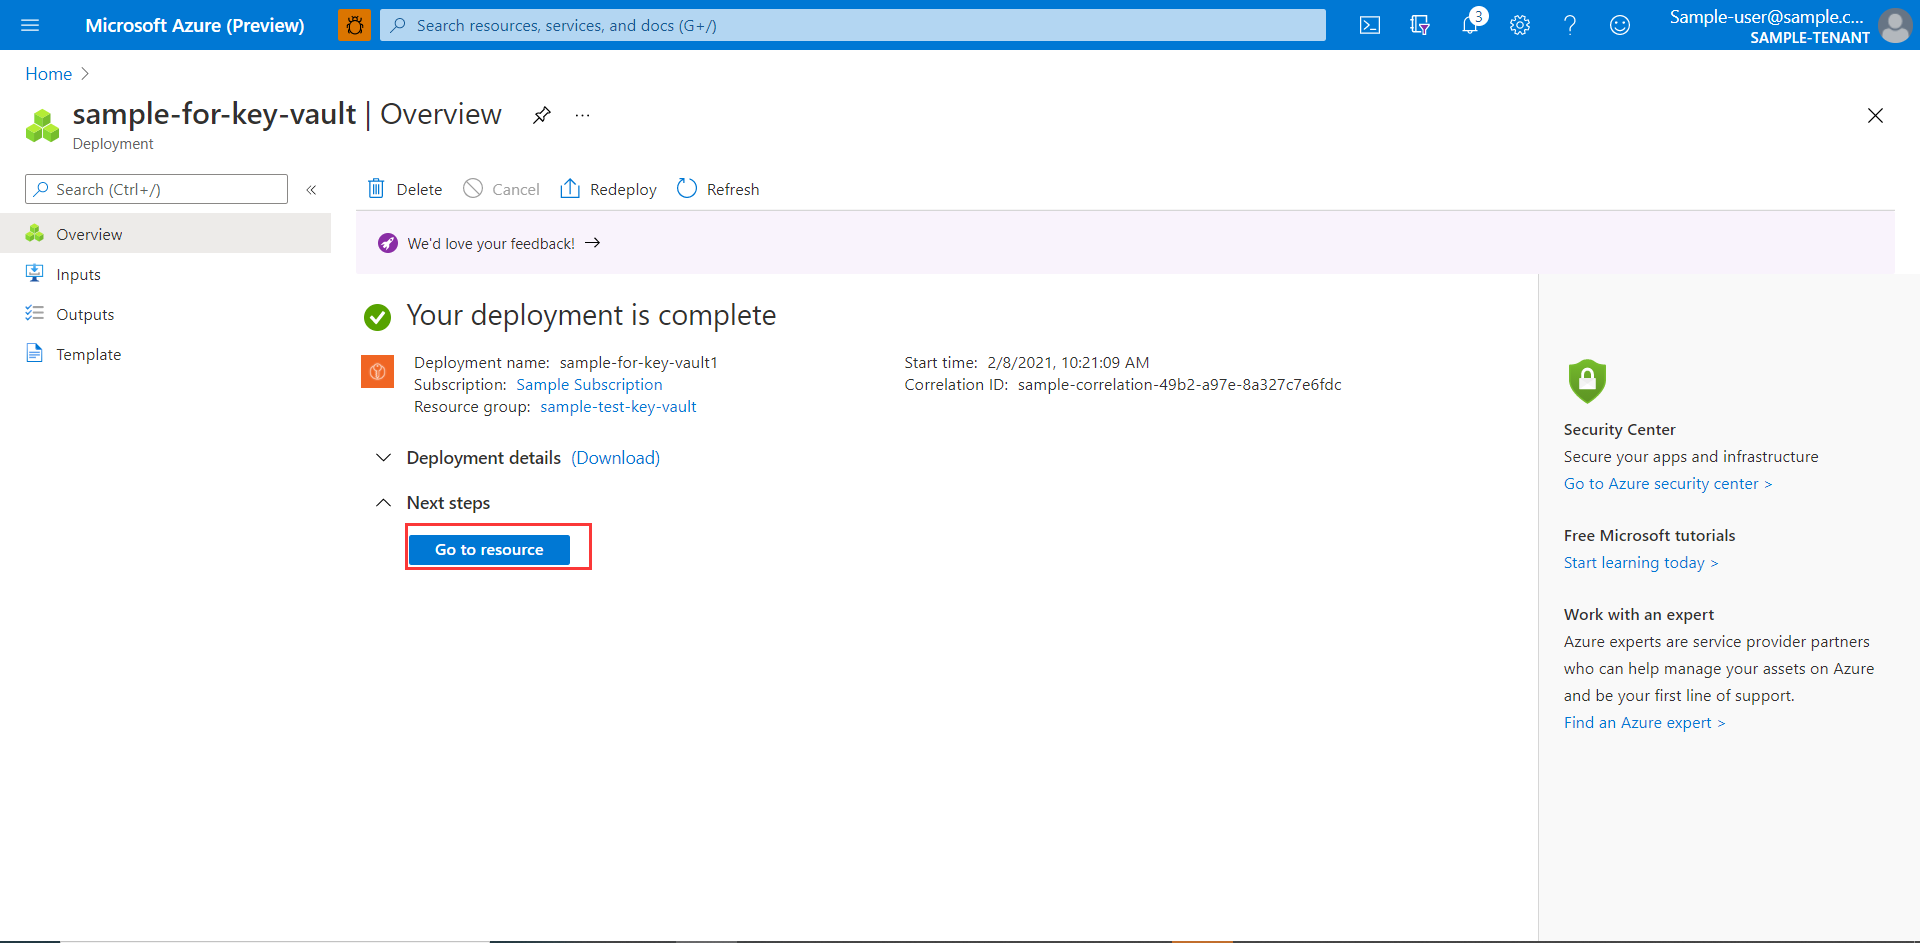 Microsoft Azure (Preview)
Search resources, services, and docs (G+/)
3
Sample-user@sample.c...
SAMPLE-TENANT
Home
sample-for-key-vault | Overview
Deployment
Search (Ctrl+/)
Overview
Inputs
Outputs
Template
Delete
Cancel
Redeploy
Refresh
We'd love your feedback! →
Your deployment is complete
Deployment name: sample-for-key-vault1
Subscription: Sample Subscription
Resource group: sample-test-key-vault
Start time: 2/8/2021, 10:21:09 AM
Correlation ID: sample-correlation-49b2-a97e-8a327c7e6fdc
Deployment details (Download)
Next steps
Go to resource
Security Center
Secure your apps and infrastructure
Go to Azure security center >
Free Microsoft tutorials
Start learning today >
Work with an expert
Azure experts are service provider partners
who can help manage your assets on Azure
and be your first line of support.
Find an Azure expert >